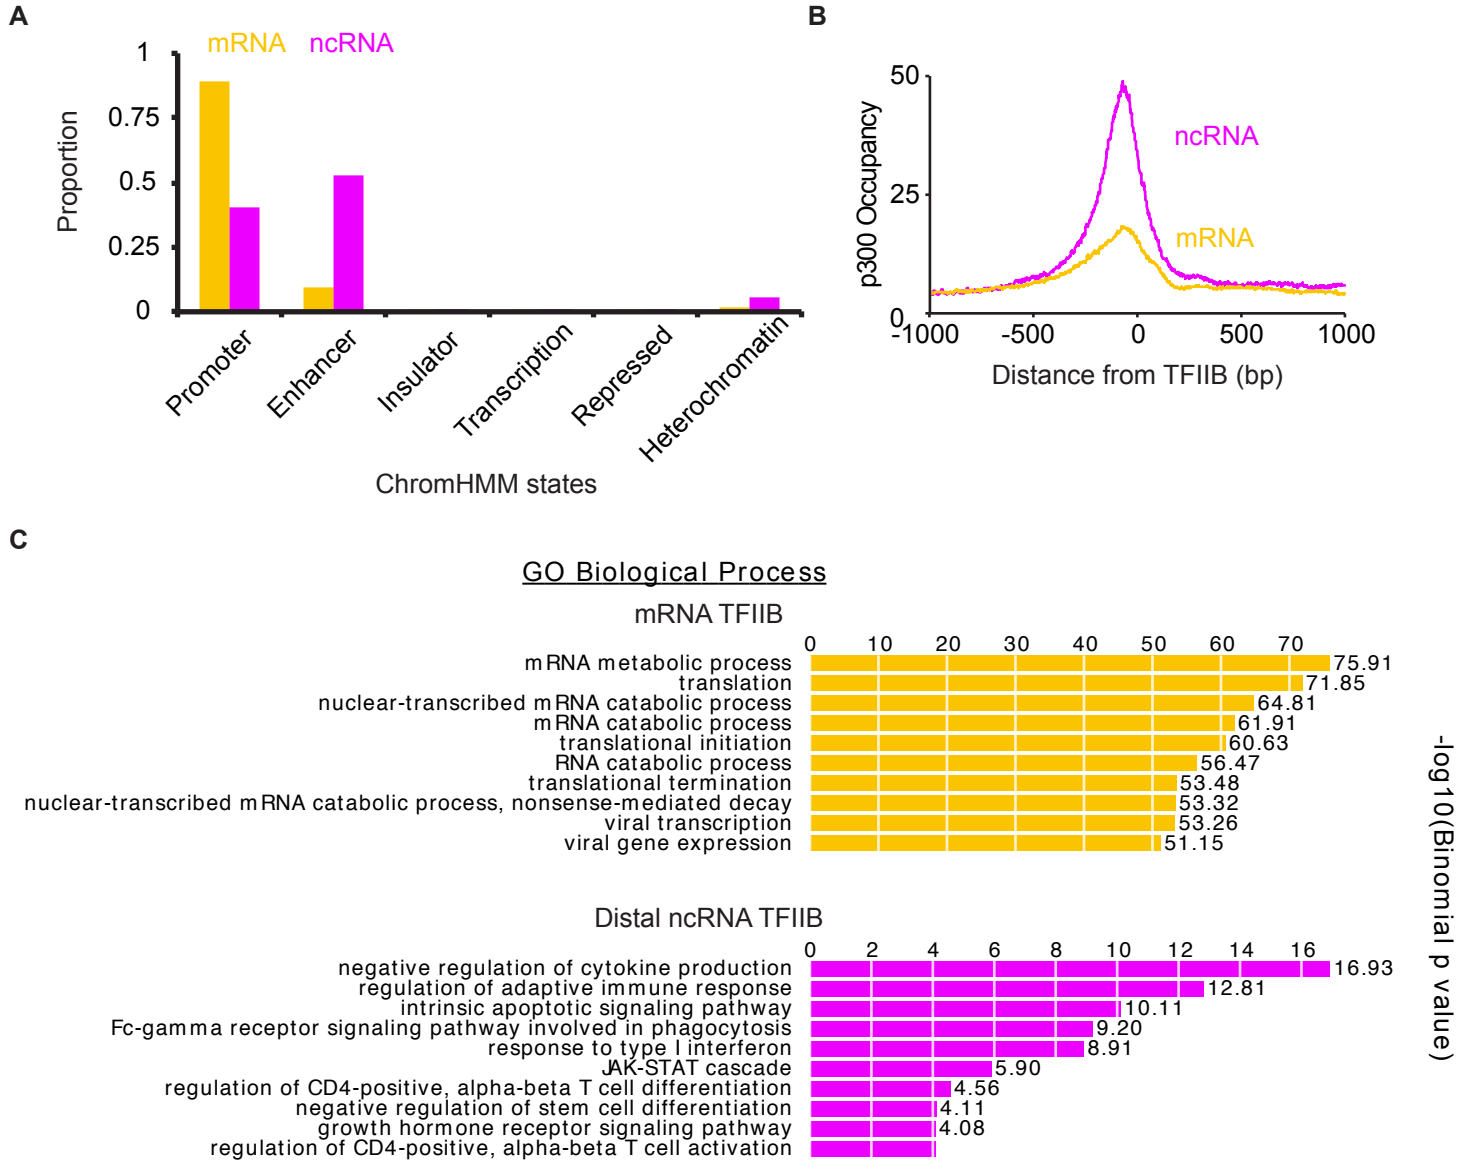 A
mRNA ncRNA
1
0.75
0.5
0.25
0
Proportion
Promoter
Enhancer
Insulator
Transcription
Repressed
Heterochromatin
ChromHMM states
B
50
25
0
p300 Occupancy
ncRNA
mRNA
-1000 -500 0 500 1000
Distance from TFIIB (bp)
C
GO Biological Process
mRNA TFIIB
0 10 20 30 40 50 60 70
mRNA metabolic process 75.91
translation 71.85
nuclear-transcribed mRNA catabolic process 64.81
mRNA catabolic process 61.91
translational initiation 60.63
RNA catabolic process 56.47
translational termination 53.48
nuclear-transcribed mRNA catabolic process, nonsense-mediated decay 53.32
viral transcription 53.26
viral gene expression 51.15
Distal ncRNA TFIIB
0 2 4 6 8 10 12 14 16
negative regulation of cytokine production 16.93
regulation of adaptive immune response 12.81
intrinsic apoptotic signaling pathway 10.11
Fc-gamma receptor signaling pathway involved in phagocytosis 9.20
response to type I interferon 8.91
JAK-STAT cascade 5.90
regulation of CD4-positive, alpha-beta T cell differentiation 4.56
negative regulation of stem cell differentiation 4.11
growth hormone receptor signaling pathway 4.08
regulation of CD4-positive, alpha-beta T cell activation
-log10(Binomial p value)